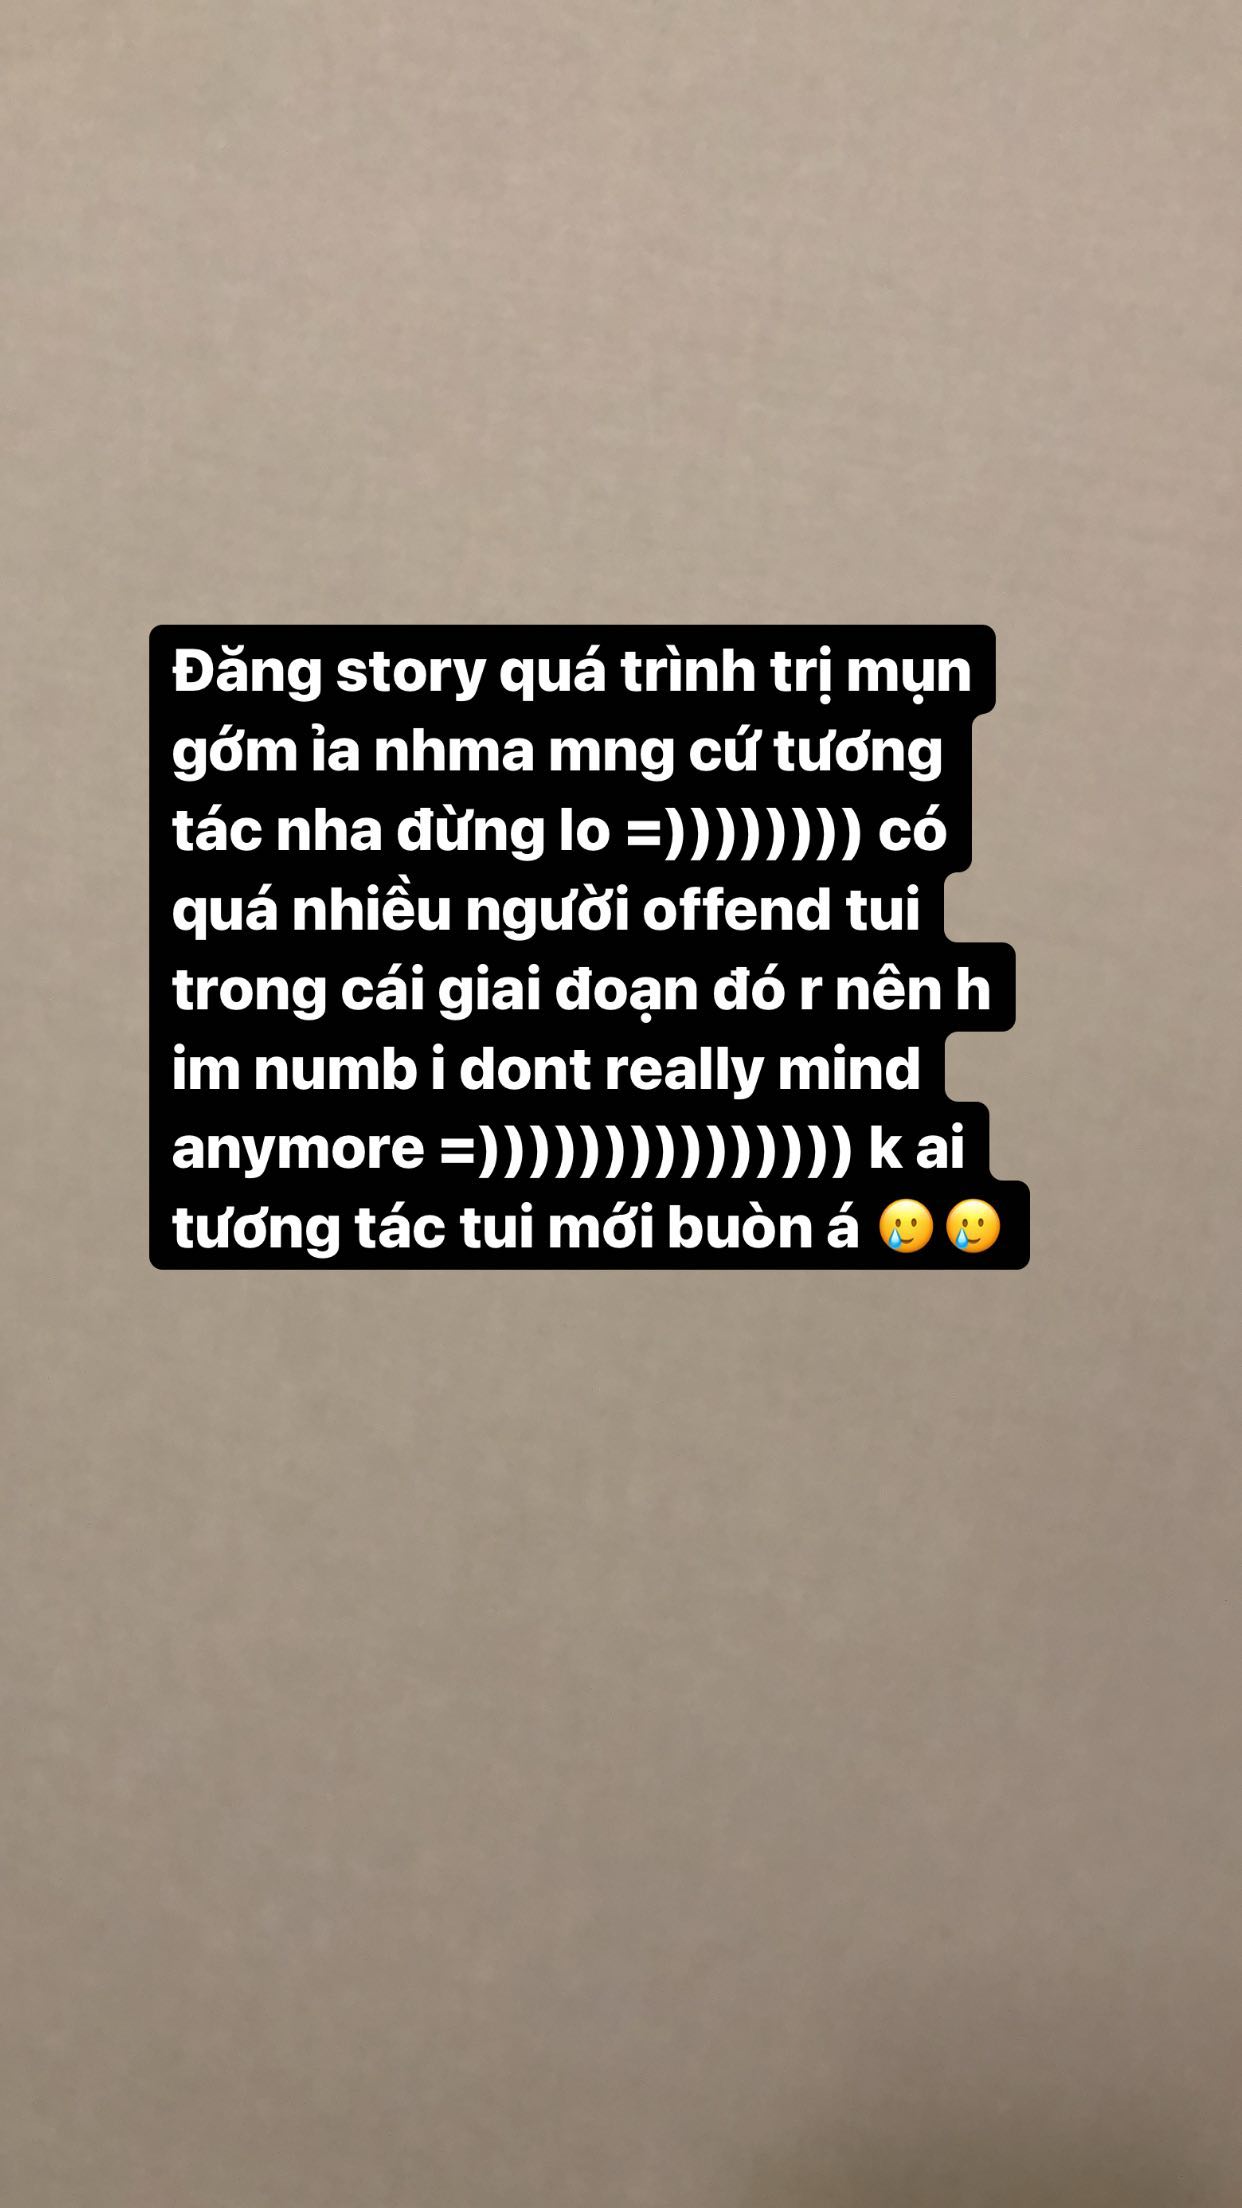 Đăng story quá trình trị mụn
gớm ỉa nhma mng cứ tương
tác nha đừng lo =)))))))) có
quá nhiều người offend tui
trong cái giai đoạn đó r nên h
im numb i dont really mind
anymore =))))))))))))))) k ai
tương tác tui mới buòn á 🥲🥲